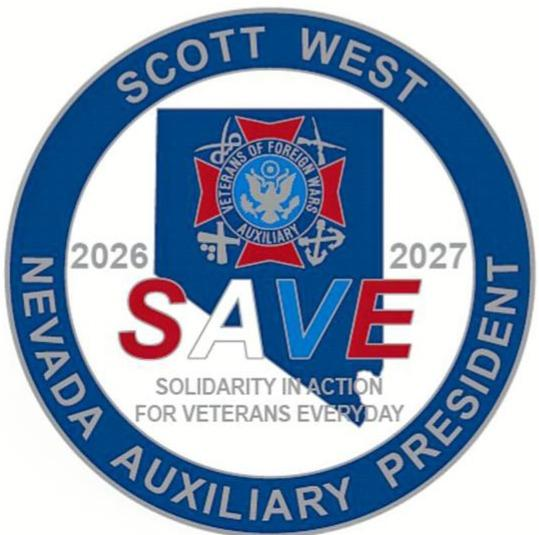 SCOTT WEST
VETERANS OF FOREIGN WARS
AUXILIARY
2026
2027
SAVE
SOLIDARITY IN ACTION
FOR VETERANS EVERYDAY
NEVADA AUXILIARY PRESIDENT